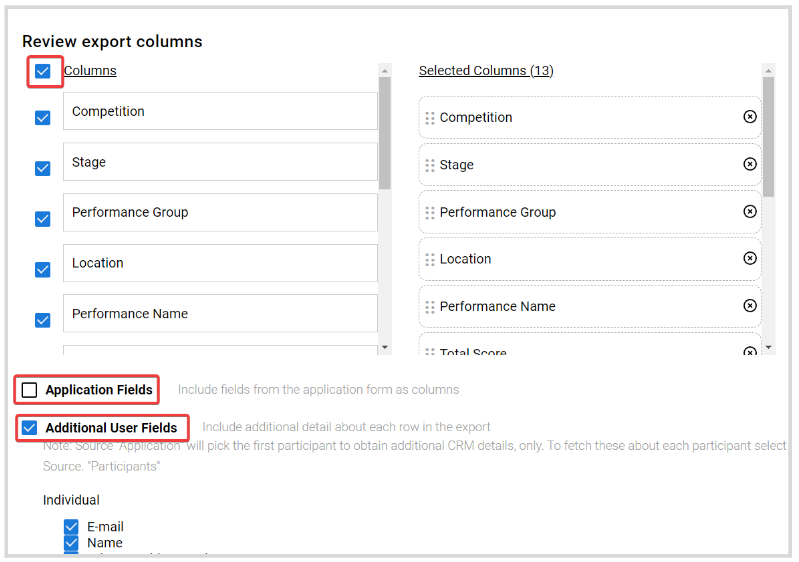 Review export columns
Columns
Competition
Stage
Performance Group
Location
Performance Name
Selected Columns (13)
Competition
Stage
Performance Group
Location
Performance Name
Total Score
Application Fields Include fields from the application form as columns
Additional User Fields Include additional detail about each row in the export
Note: Source "Application" will pick the first participant to obtain additional CRM details, only. To fetch these about each participant select
Source. "Participants"
Individual
E-mail
Name